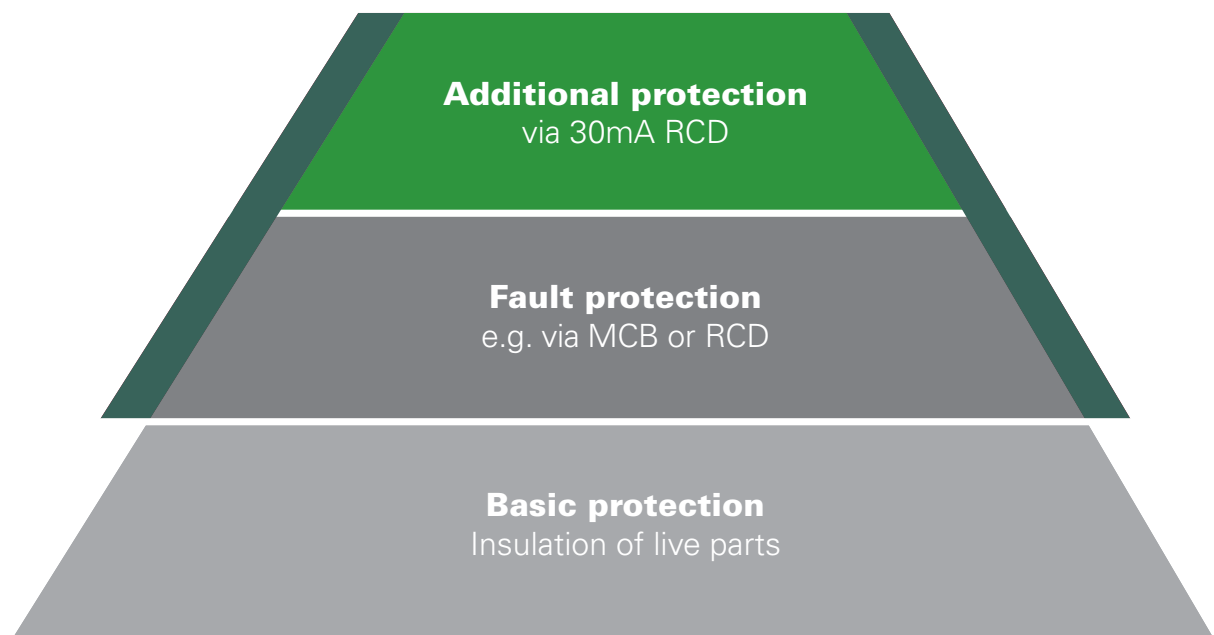 Additional protection
via 30mA RCD
Fault protection
e.g. via MCB or RCD
Basic protection
Insulation of live parts